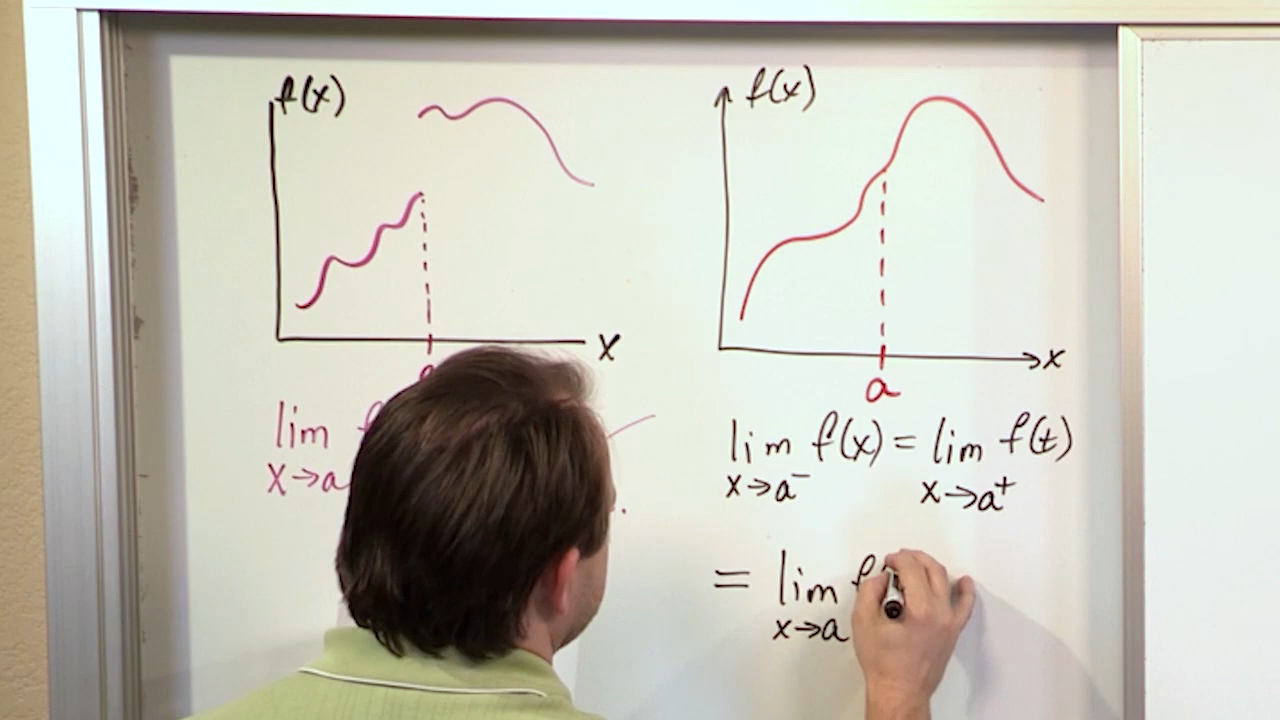 f(x)
x
lim
x→a
f(x)
x
a
lim f(x) = lim f(t)
x→a⁻ x→a⁺
= lim f
x→a